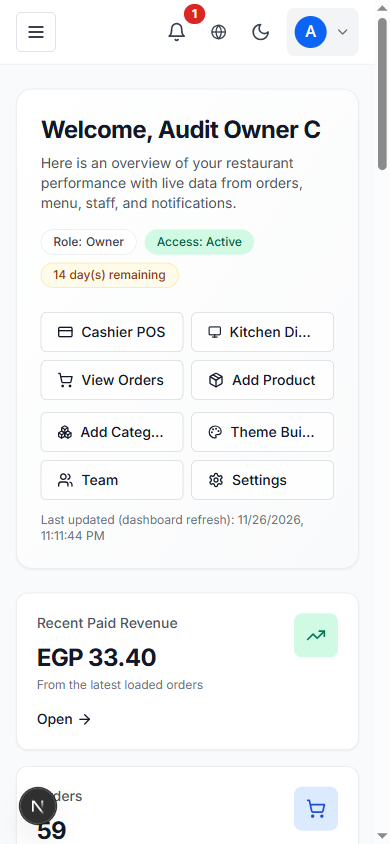 1
A
Welcome, Audit Owner C
Here is an overview of your restaurant
performance with live data from orders,
menu, staff, and notifications.
Role: Owner
Access: Active
14 day(s) remaining
Cashier POS
Kitchen Di...
View Orders
Add Product
Add Categ...
Theme Bui...
Team
Settings
Last updated (dashboard refresh): 11/26/2026,
11:11:44 PM
Recent Paid Revenue
EGP 33.40
From the latest loaded orders
Open →
N
ders
59